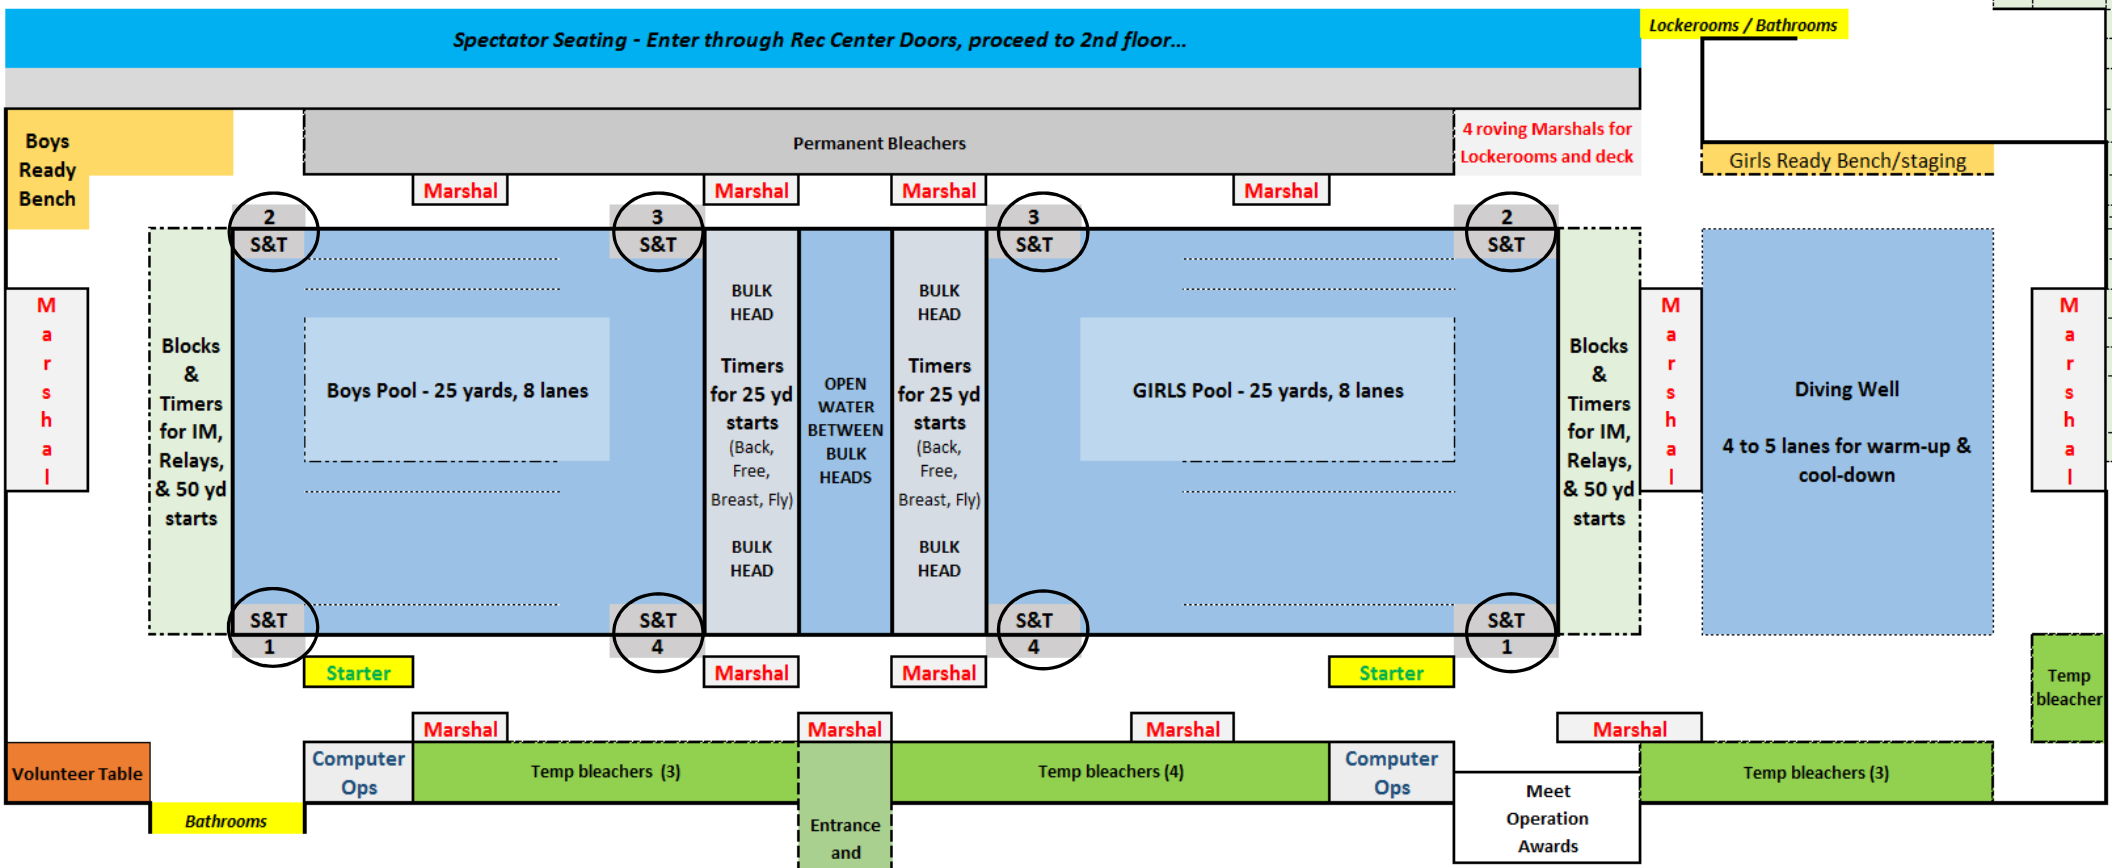 Spectator Seating - Enter through Rec Center Doors, proceed to 2nd floor...
Lockerooms / Bathrooms
Boys
Ready
Bench
Permanent Bleachers
4 roving Marshals for
Lockerooms and deck
Girls Ready Bench/staging
Marshal
Marshal
Marshal
Marshal
2
S&T
3
S&T
3
S&T
2
S&T
Marshal
Blocks
&
Timers
for IM,
Relays,
& 50 yd
starts
Boys Pool - 25 yards, 8 lanes
BULK
HEAD
Timers
for 25 yd
starts
(Back,
Free,
Breast, Fly)
BULK
HEAD
OPEN
WATER
BETWEEN
BULK
HEADS
BULK
HEAD
Timers
for 25 yd
starts
(Back,
Free,
Breast, Fly)
BULK
HEAD
GIRLS Pool - 25 yards, 8 lanes
Blocks
&
Timers
for IM,
Relays,
& 50 yd
starts
Marshal
Diving Well
4 to 5 lanes for warm-up &
cool-down
Marshal
S&T
1
S&T
4
S&T
4
S&T
1
Starter
Marshal
Marshal
Starter
Temp
bleacher
Marshal
Marshal
Marshal
Marshal
Volunteer Table
Computer
Ops
Temp bleachers  (3)
Temp bleachers (4)
Computer
Ops
Temp bleachers (3)
Bathrooms
Entrance
and
Meet
Operation
Awards